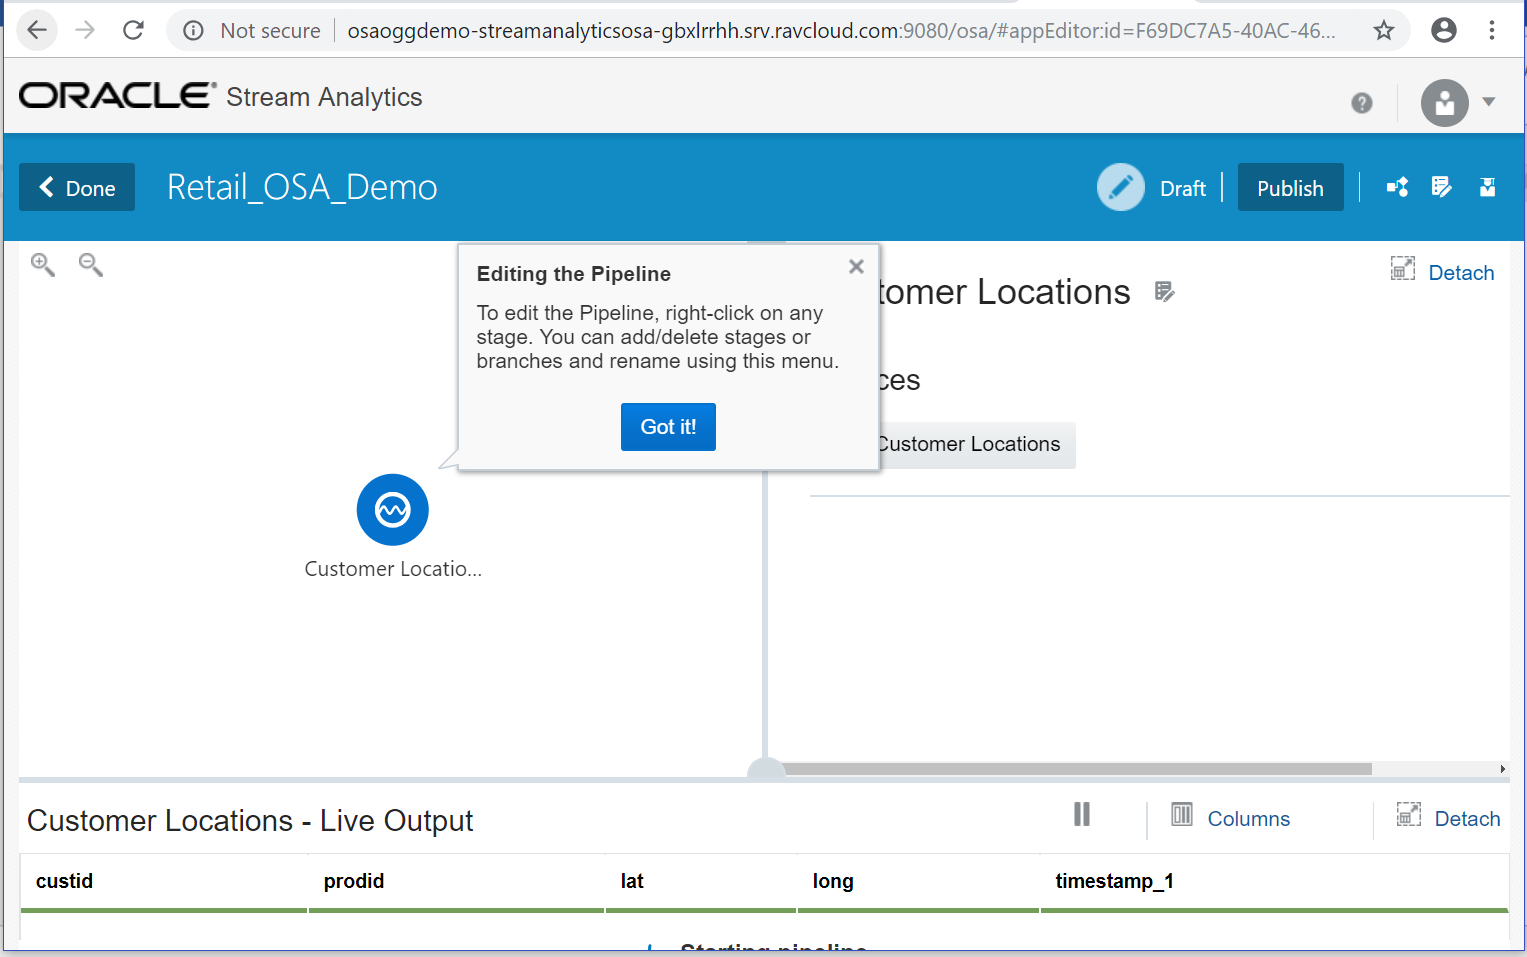 Not secure osaoggdemo-streamanalyticsosa-gbxlrrhh.srv.ravcloud.com:9080/osa/#appEditor:id=F69DC7A5-40AC-46...
ORACLE Stream Analytics
Done Retail_OSA_Demo Draft Publish
Editing the Pipeline
To edit the Pipeline, right-click on any
stage. You can add/delete stages or
branches and rename using this menu.
Got it!
Customer Locatio...
Detach
tomer Locations
ces
Customer Locations
Customer Locations - Live Output Columns Detach
custid prodid lat long timestamp_1
Starting pipeline